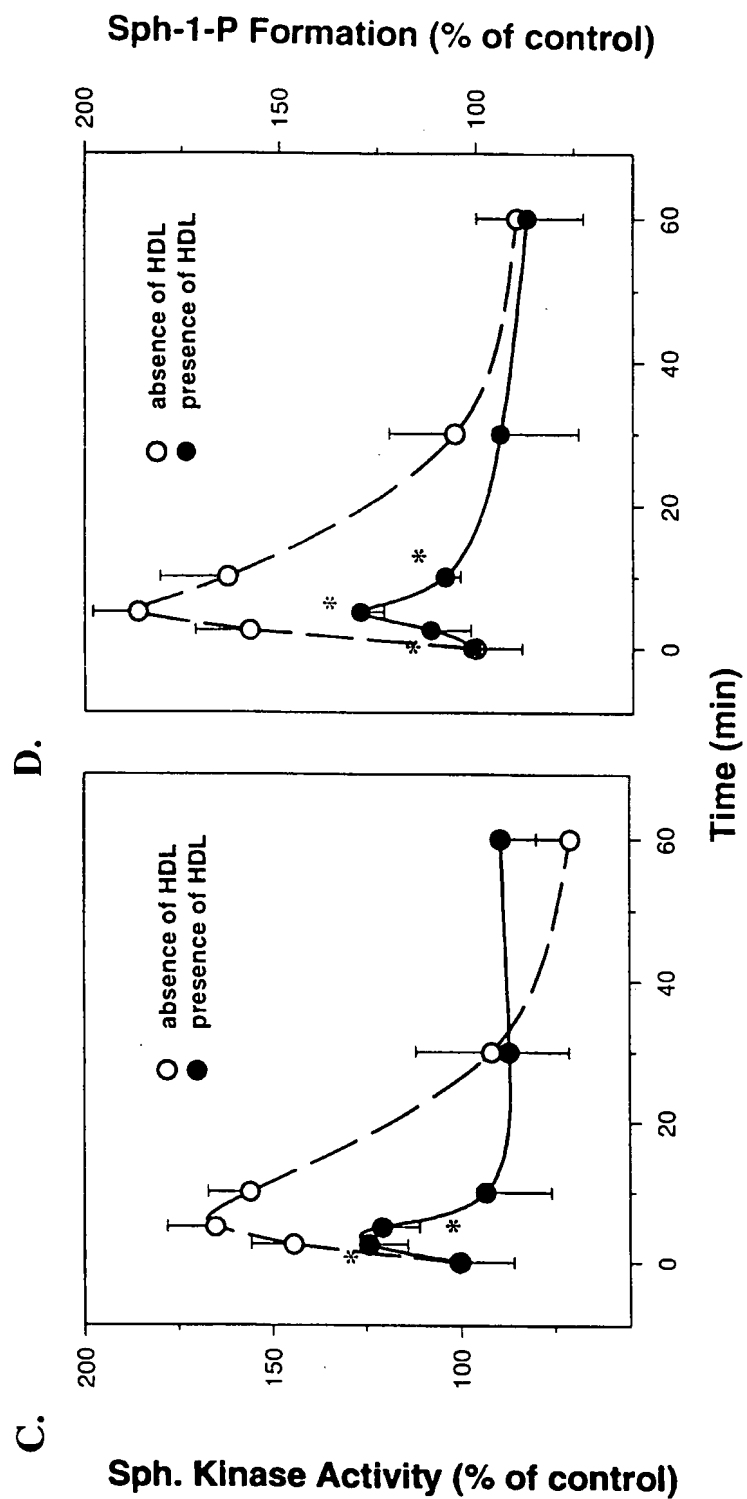 C.
Sph. Kinase Activity (% of control)
200
150
100
absence of HDL
presence of HDL
*
*
0
20
40
60
D.
Sph-1-P Formation (% of control)
200
150
100
absence of HDL
presence of HDL
*
*
*
0
20
40
60
Time (min)